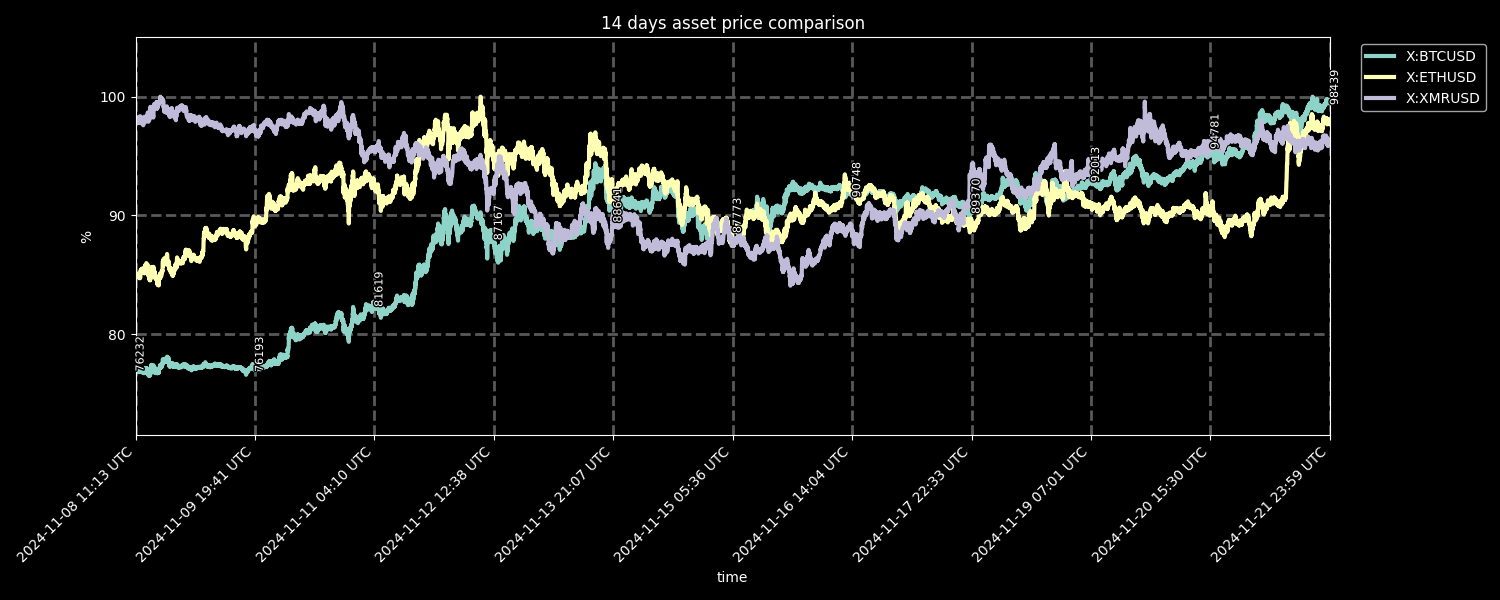 14 days asset price comparison
X:BTCUSD
X:ETHUSD
X:XMRUSD
100
90
80
%
76232
76193
81619
87167
88641
87773
90748
89370
92013
94781
98439
2024-11-08 11:13 UTC
2024-11-09 19:41 UTC
2024-11-11 04:10 UTC
2024-11-12 12:38 UTC
2024-11-13 21:07 UTC
2024-11-15 05:36 UTC
2024-11-16 14:04 UTC
2024-11-17 22:33 UTC
2024-11-19 07:01 UTC
2024-11-20 15:30 UTC
2024-11-21 23:59 UTC
time